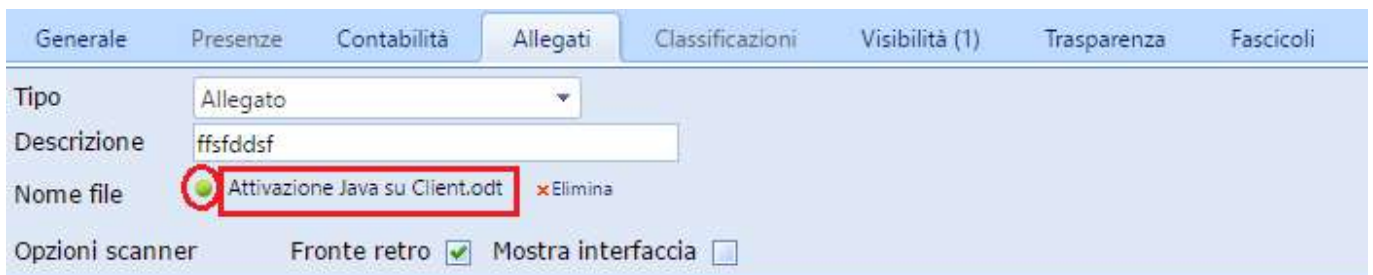 Generale Presenze Contabilità Allegati Classificazioni Visibilità (1) Trasparenza Fascicoli
Tipo Allegato
Descrizione ffsfddsf
Nome file Attivazione Java su Client.odt Elimina
Opzioni scanner Fronte retro Mostra interfaccia